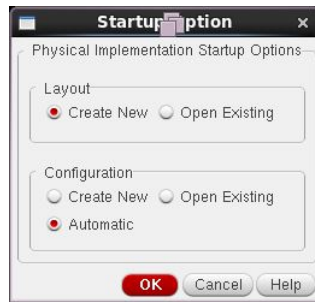 Startup Option
Physical Implementation Startup Options
Layout
Create New Open Existing
Configuration
Create New Open Existing
Automatic
OK Cancel Help